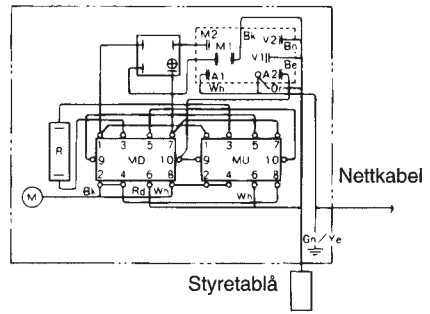 M2 Bk V2
M1 Bn
V1 Be
A1 A2
Wh Or
1 3 5 7 1 3 5 7
R 9 MD 10 9 MU 10
2 4 6 8 2 4 6 8
Bk Rd Wh Wh
M
Nettkabel
Gn/Ye
Styretablå